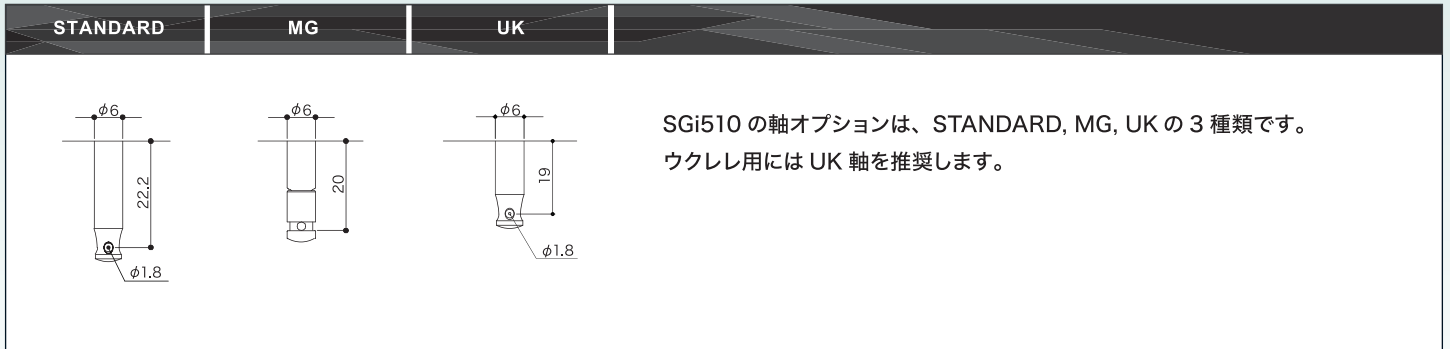 STANDARD
MG
UK
φ6
22.2
φ1.8
φ6
20
φ6
19
φ1.8
SGi510 の軸オプションは、STANDARD, MG, UK の 3 種類です。
ウクレレ用には UK 軸を推奨します。